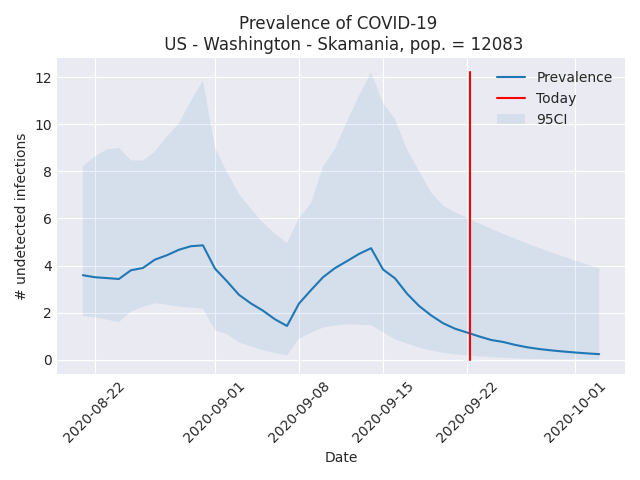 Prevalence of COVID-19
US - Washington - Skamania, pop. = 12083
Prevalence
Today
95CI
# undetected infections
12
10
8
6
4
2
0
2020-08-22
2020-09-01
2020-09-08
2020-09-15
2020-09-22
2020-10-01
Date